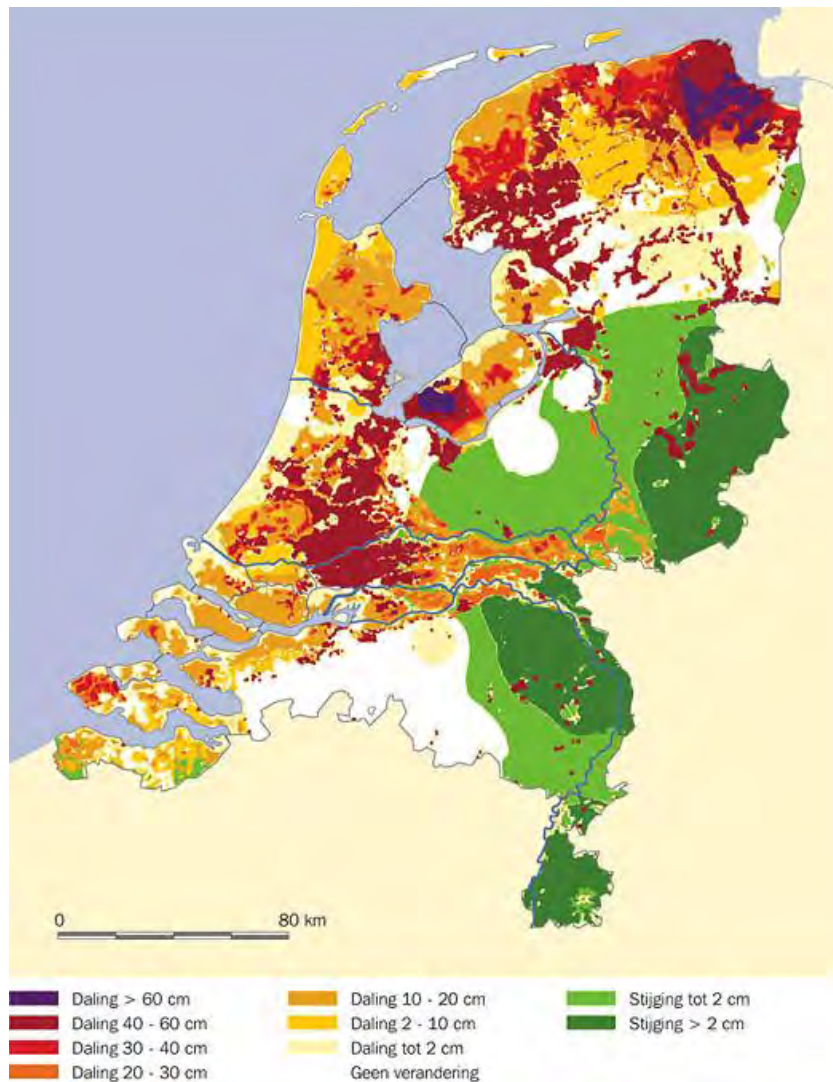 0 80 km
Daling > 60 cm
Daling 40 - 60 cm
Daling 30 - 40 cm
Daling 20 - 30 cm
Daling 10 - 20 cm
Daling 2 - 10 cm
Daling tot 2 cm
Geen verandering
Stijging tot 2 cm
Stijging > 2 cm